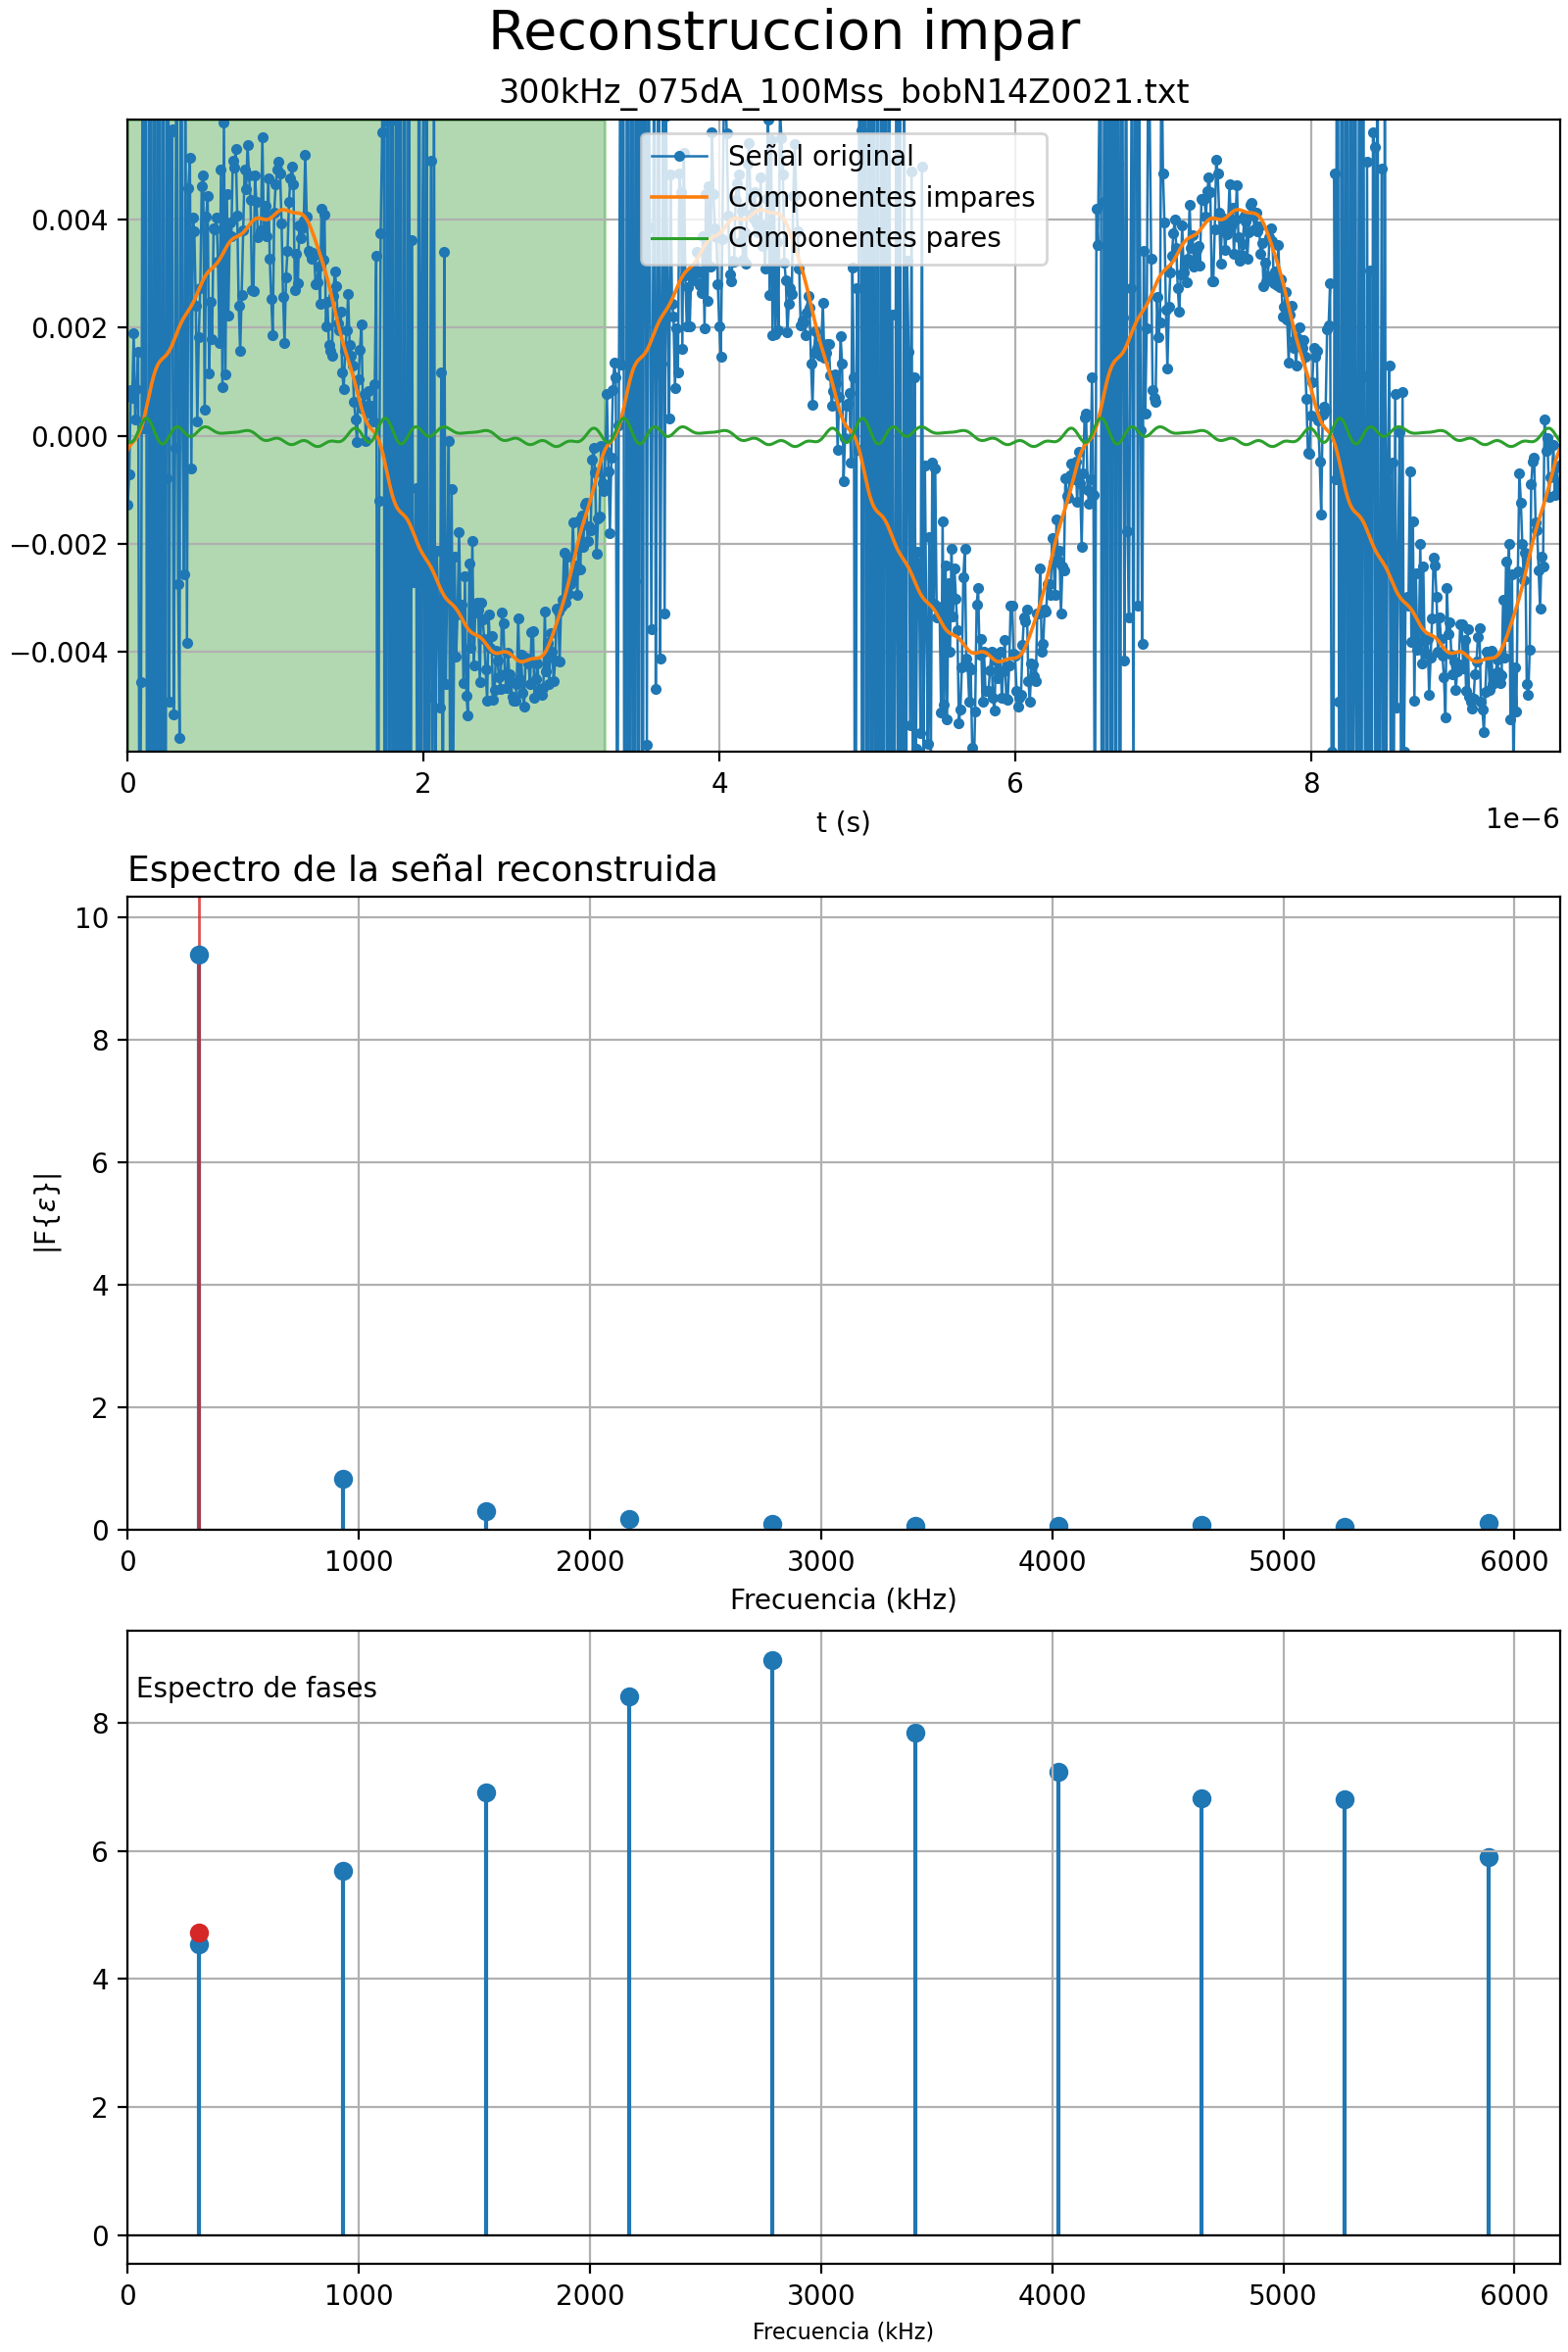 Reconstruccion impar
300kHz_075dA_100Mss_bobN14Z0021.txt
Señal original
Componentes impares
Componentes pares
0.004
0.002
0.000
−0.002
−0.004
0 2 4 6 8
1e−6
t (s)
Espectro de la señal reconstruida
10
8
6
4
2
0
|F{ε}|
0 1000 2000 3000 4000 5000 6000
Frecuencia (kHz)
Espectro de fases
8
6
4
2
0
0 1000 2000 3000 4000 5000 6000
Frecuencia (kHz)